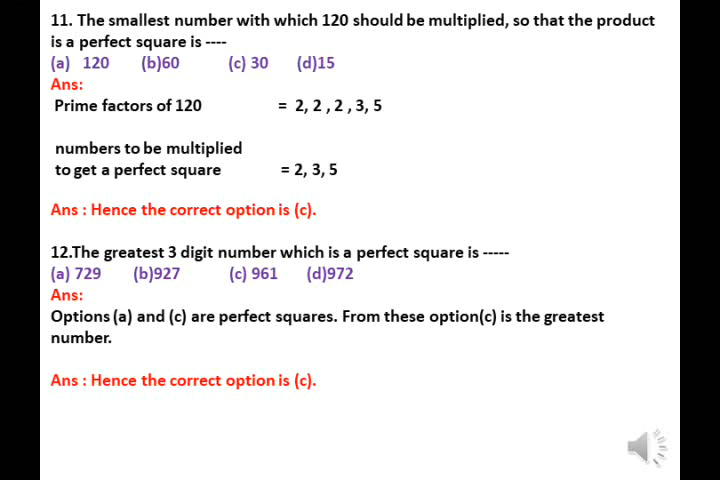 11. The smallest number with which 120 should be multiplied, so that the product
is a perfect square is ----
(a) 120 (b)60 (c) 30 (d)15
Ans:
Prime factors of 120 = 2, 2 , 2 , 3, 5
numbers to be multiplied
to get a perfect square = 2, 3, 5
Ans : Hence the correct option is (c).
12.The greatest 3 digit number which is a perfect square is -----
(a) 729 (b)927 (c) 961 (d)972
Ans:
Options (a) and (c) are perfect squares. From these option(c) is the greatest
number.
Ans : Hence the correct option is (c).